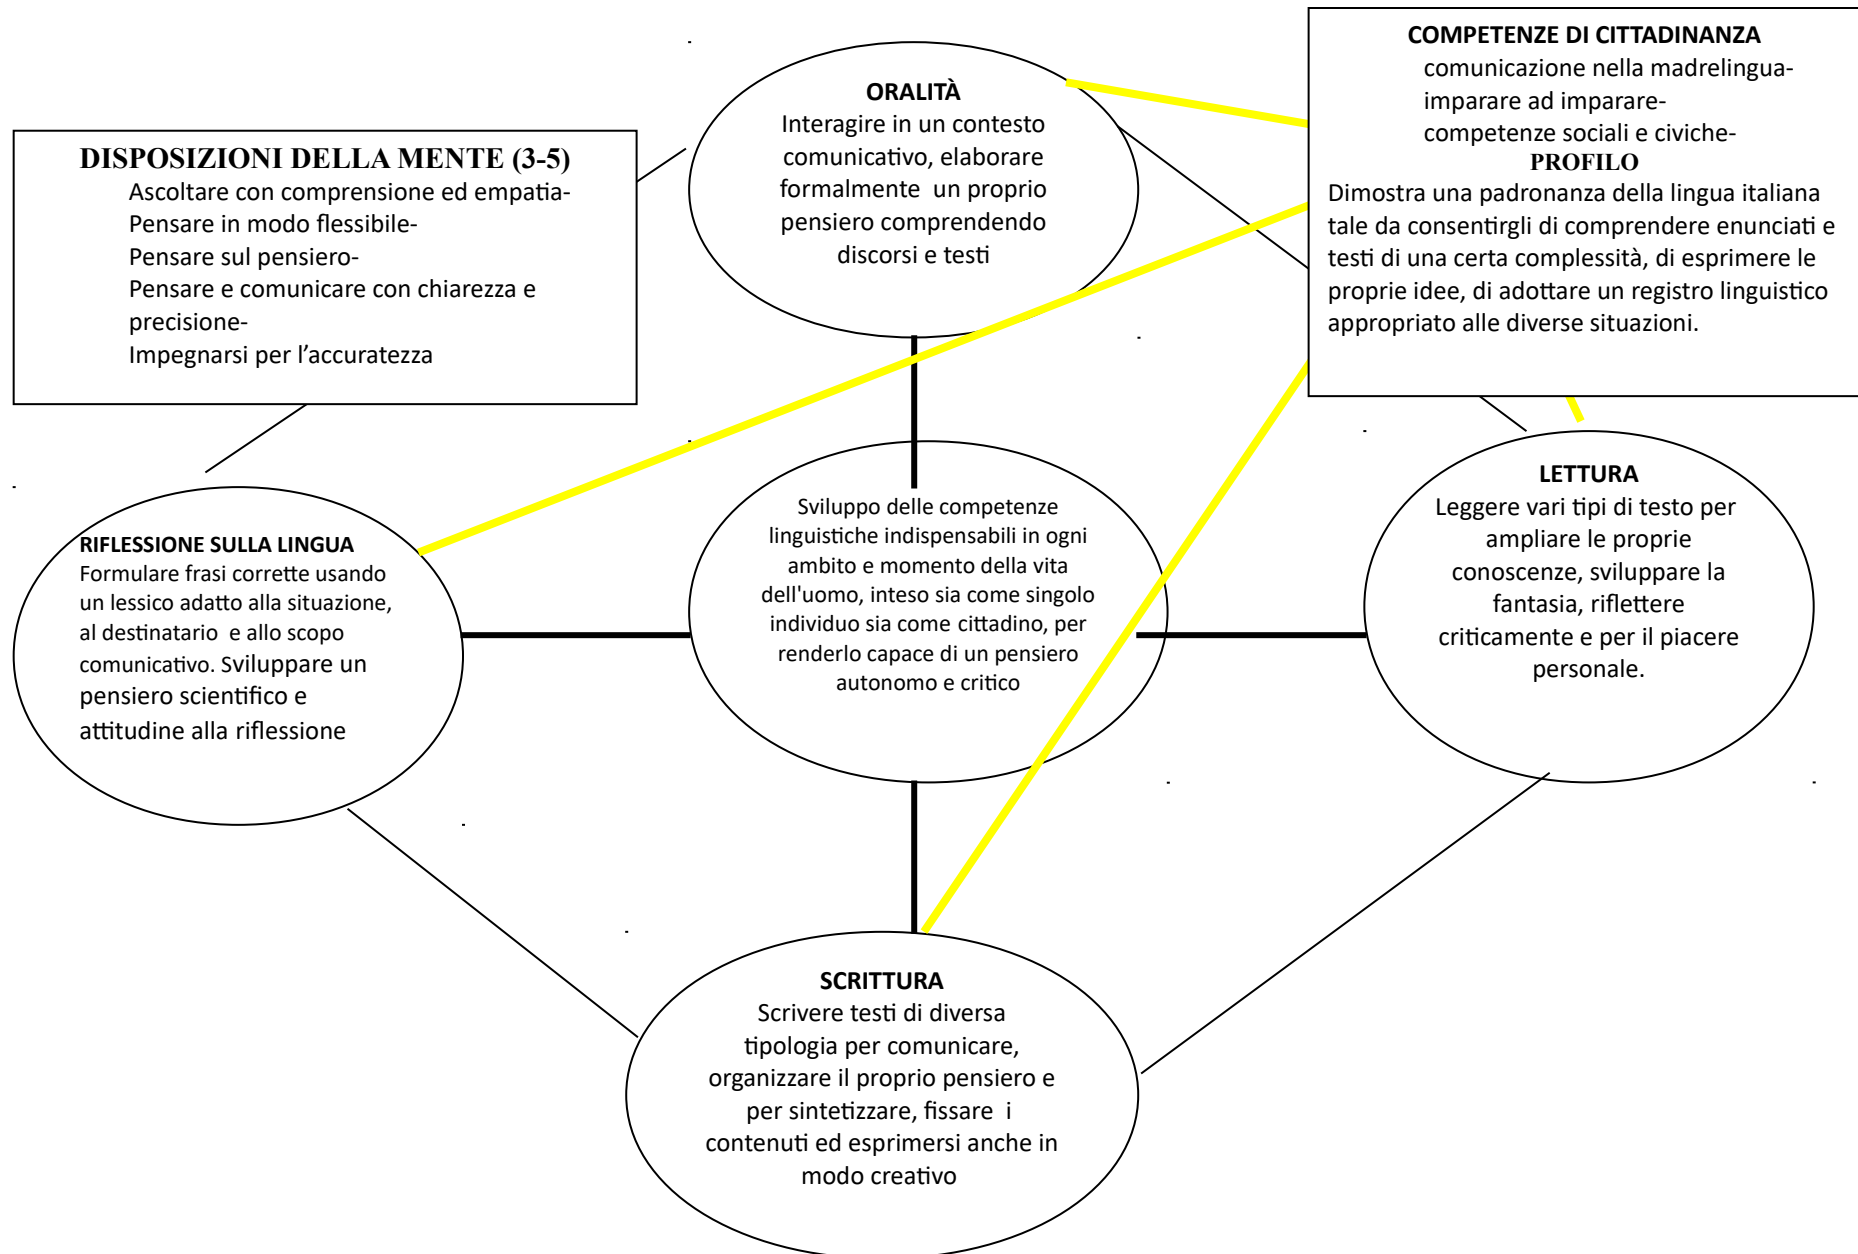 ORALITÀ
Interagire in un contesto
comunicativo, elaborare
formalmente un proprio
pensiero comprendendo
discorsi e testi
COMPETENZE DI CITTADINANZA
comunicazione nella madrelingua-
imparare ad imparare-
competenze sociali e civiche-
PROFILO
Dimostra una padronanza della lingua italiana
tale da consentirgli di comprendere enunciati e
testi di una certa complessità, di esprimere le
proprie idee, di adottare un registro linguistico
appropriato alle diverse situazioni.
DISPOSIZIONI DELLA MENTE (3-5)
Ascoltare con comprensione ed empatia-
Pensare in modo flessibile-
Pensare sul pensiero-
Pensare e comunicare con chiarezza e
precisione-
Impegnarsi per l’accuratezza
RIFLESSIONE SULLA LINGUA
Formulare frasi corrette usando
un lessico adatto alla situazione,
al destinatario e allo scopo
comunicativo. Sviluppare un
pensiero scientifico e
attitudine alla riflessione
Sviluppo delle competenze
linguistiche indispensabili in ogni
ambito e momento della vita
dell'uomo, inteso sia come singolo
individuo sia come cittadino, per
renderlo capace di un pensiero
autonomo e critico
LETTURA
Leggere vari tipi di testo per
ampliare le proprie
conoscenze, sviluppare la
fantasia, riflettere
criticamente e per il piacere
personale.
SCRITTURA
Scrivere testi di diversa
tipologia per comunicare,
organizzare il proprio pensiero e
per sintetizzare, fissare i
contenuti ed esprimersi anche in
modo creativo